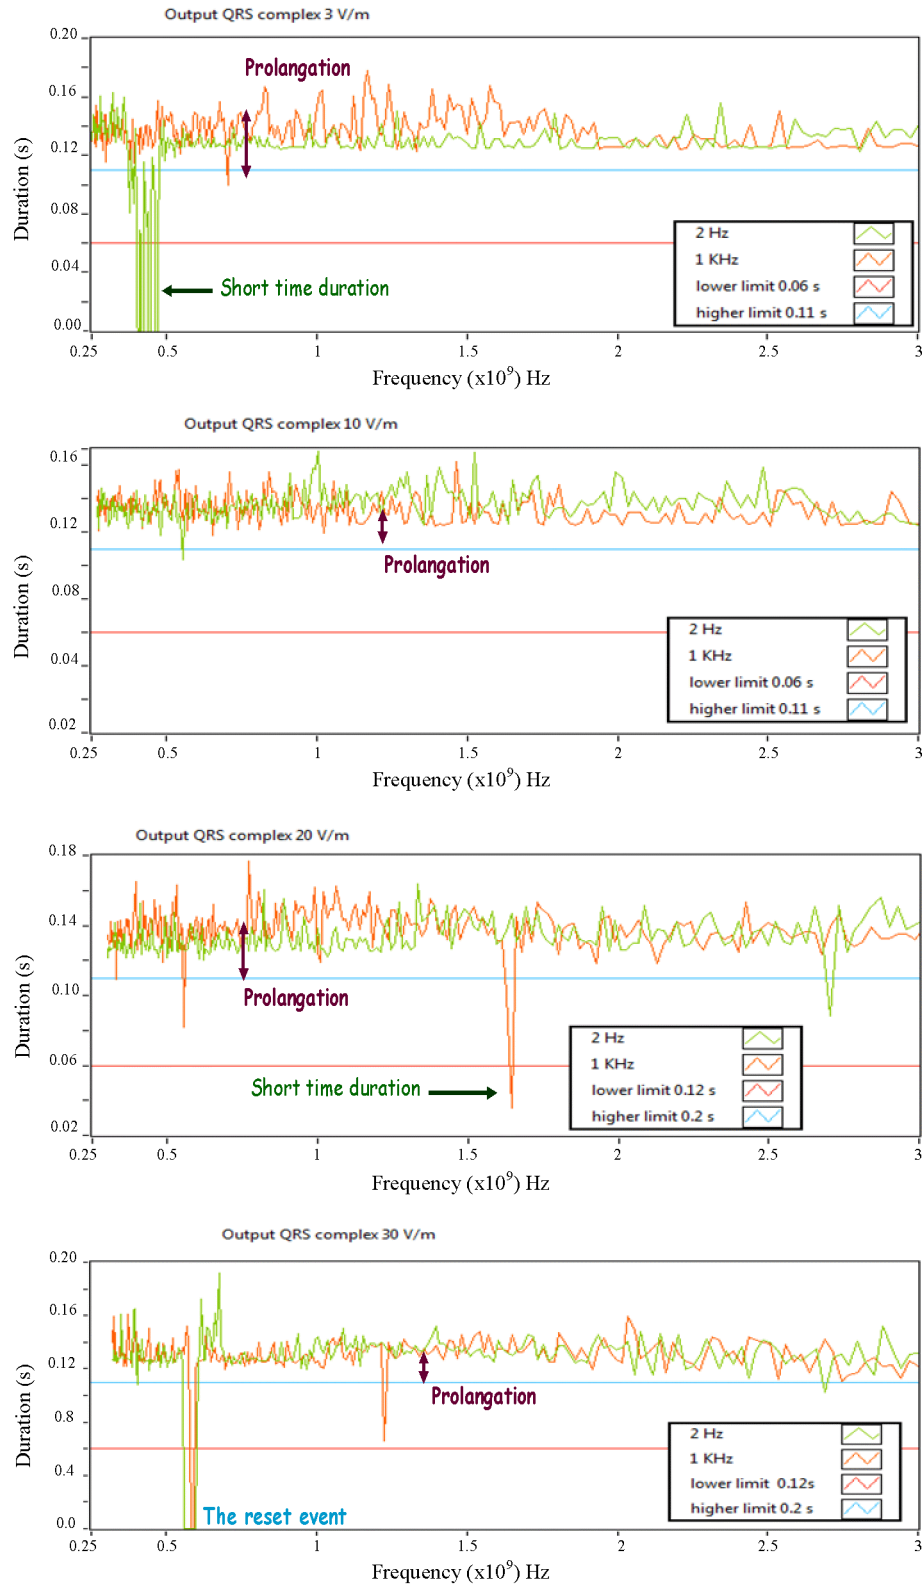 Output QRS complex 3 V/m
0.20
0.16
0.12
0.08
0.04
0.00
Duration (s)
Prolangation
Short time duration
2 Hz
1 KHz
lower limit 0.06 s
higher limit 0.11 s
0.25 0.5 1 1.5 2 2.5 3
Frequency (x10⁹) Hz
Output QRS complex 10 V/m
0.16
0.12
0.08
0.04
0.02
Duration (s)
Prolangation
2 Hz
1 KHz
lower limit 0.06 s
higher limit 0.11 s
0.25 0.5 1 1.5 2 2.5 3
Frequency (x10⁹) Hz
Output QRS complex 20 V/m
0.18
0.14
0.10
0.06
0.02
Duration (s)
Prolangation
Short time duration
2 Hz
1 KHz
lower limit 0.12 s
higher limit 0.2 s
0.25 0.5 1 1.5 2 2.5 3
Frequency (x10⁹) Hz
Output QRS complex 30 V/m
0.20
0.16
0.12
0.8
0.4
0.0
Duration (s)
Prolangation
The reset event
2 Hz
1 KHz
lower limit 0.12s
higher limit 0.2 s
0.25 0.5 1 1.5 2 2.5 3
Frequency (x10⁹) Hz